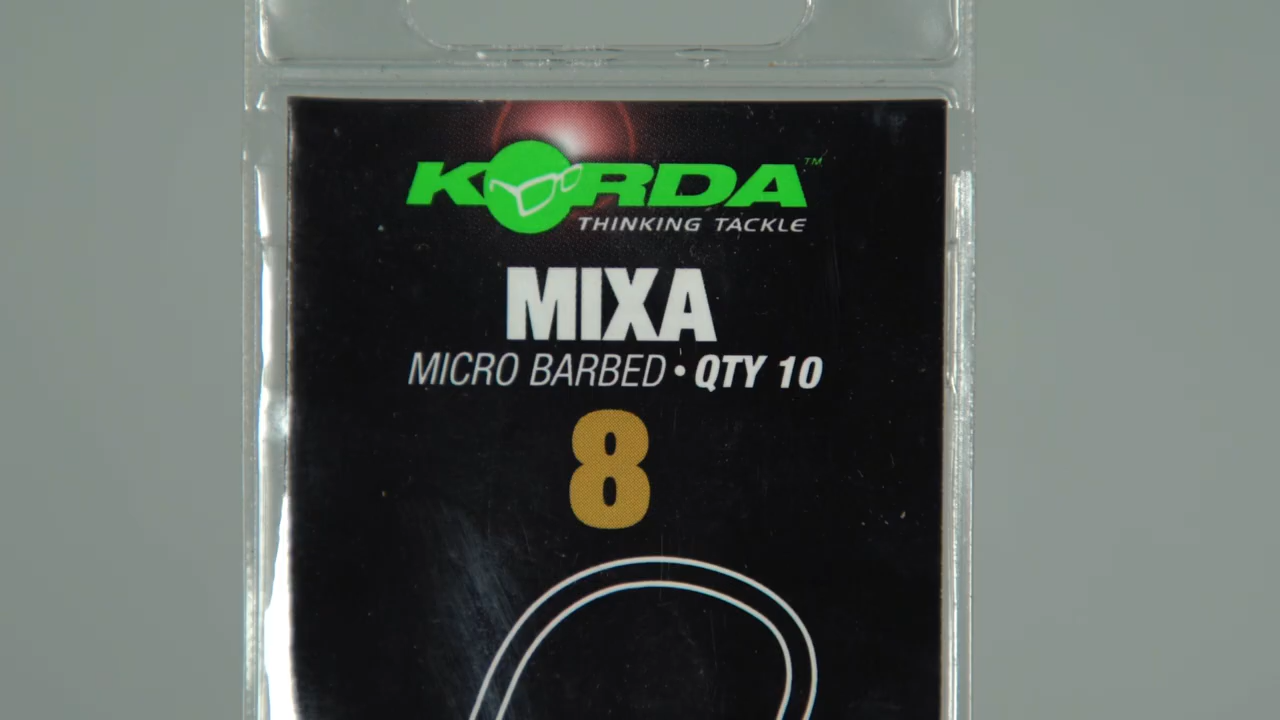 KORDA™
THINKING TACKLE
MIXA
MICRO BARBED • QTY 10
8